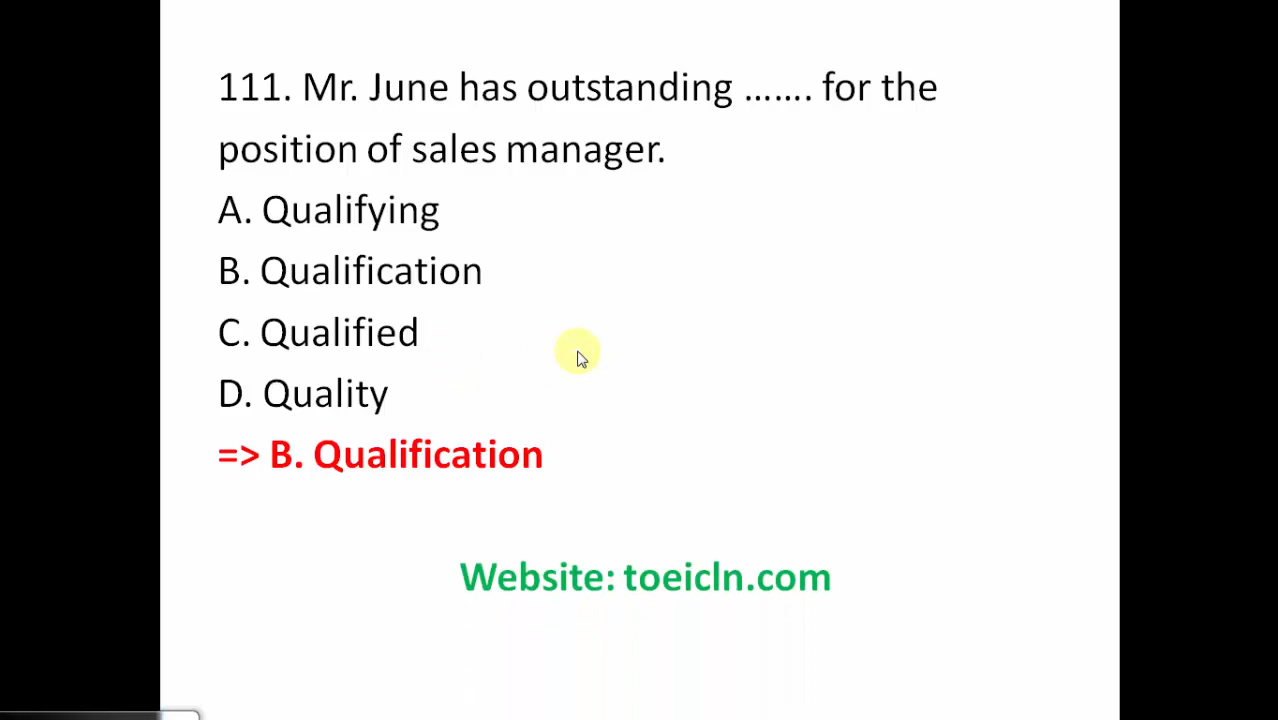 111. Mr. June has outstanding ....... for the
position of sales manager.
A. Qualifying
B. Qualification
C. Qualified
D. Quality
=> B. Qualification
Website: toeicln.com